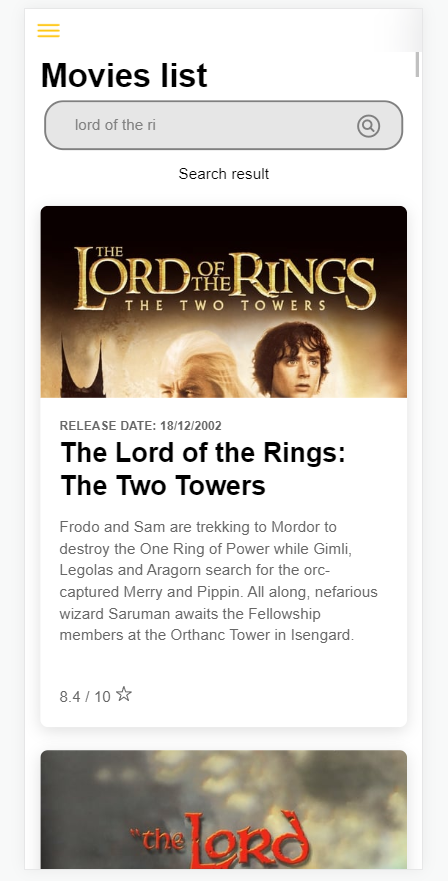 Movies list
lord of the ri
Search result
THE
LORD OF THE RINGS
THE TWO TOWERS
RELEASE DATE: 18/12/2002
The Lord of the Rings:
The Two Towers
Frodo and Sam are trekking to Mordor to
destroy the One Ring of Power while Gimli,
Legolas and Aragorn search for the orc-
captured Merry and Pippin. All along, nefarious
wizard Saruman awaits the Fellowship
members at the Orthanc Tower in Isengard.
8.4 / 10
"the Lord